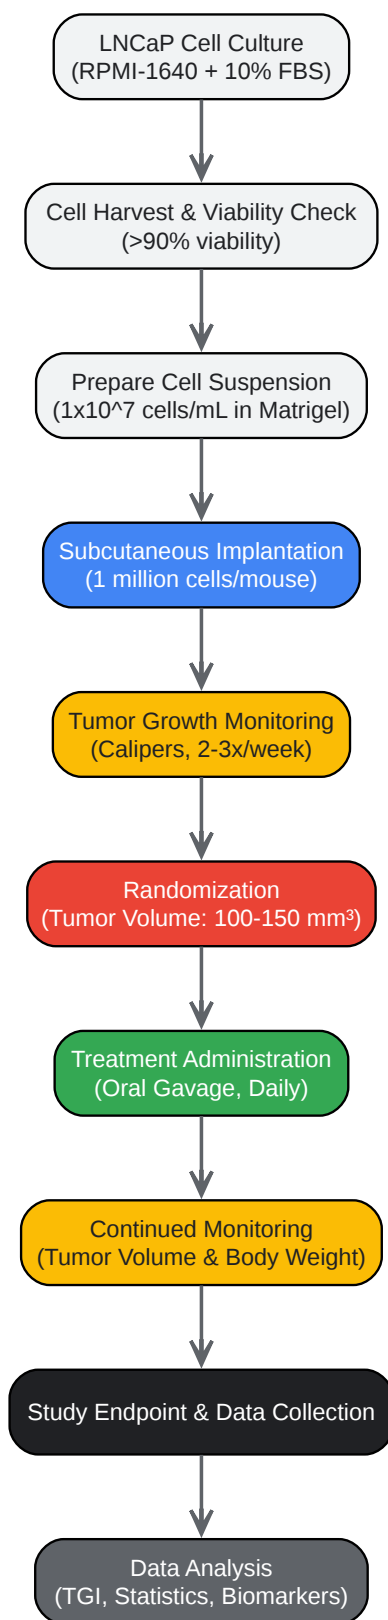 LNCaP Cell Culture
(RPMI-1640 + 10% FBS)
Cell Harvest & Viability Check
(>90% viability)
Prepare Cell Suspension
(1x10^7 cells/mL in Matrigel)
Subcutaneous Implantation
(1 million cells/mouse)
Tumor Growth Monitoring
(Calipers, 2-3x/week)
Randomization
(Tumor Volume: 100-150 mm³)
Treatment Administration
(Oral Gavage, Daily)
Continued Monitoring
(Tumor Volume & Body Weight)
Study Endpoint & Data Collection
Data Analysis
(TGI, Statistics, Biomarkers)